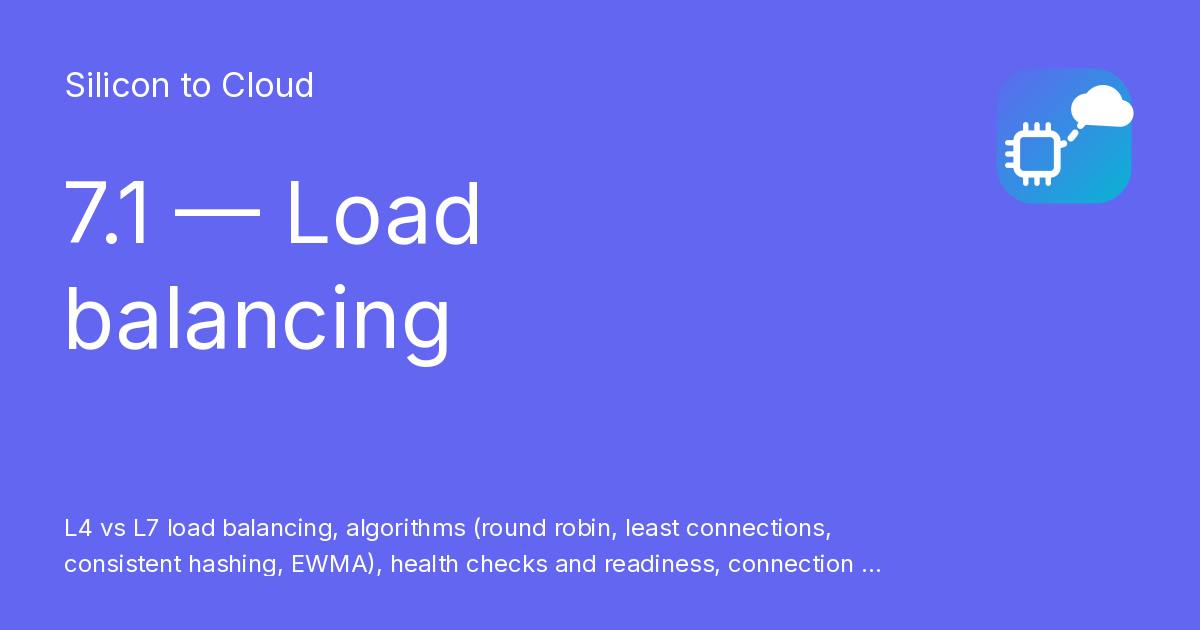 Silicon to Cloud
7.1 — Load
balancing
L4 vs L7 load balancing, algorithms (round robin, least connections,
consistent hashing, EWMA), health checks and readiness, connection ...